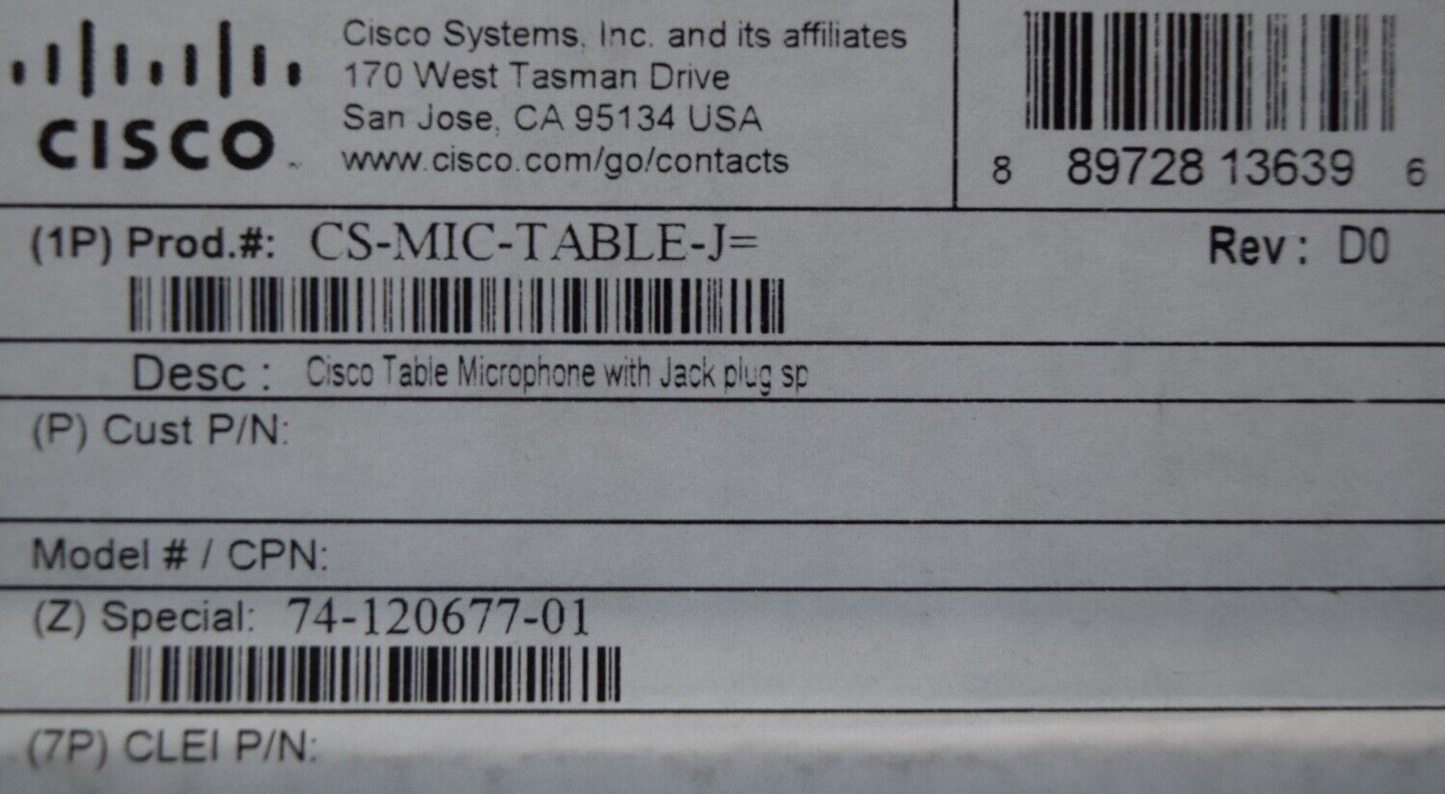 CISCO
Cisco Systems, Inc. and its affiliates
170 West Tasman Drive
San Jose, CA 95134 USA
www.cisco.com/go/contacts
8 89728 13639 6
(1P) Prod.#: CS-MIC-TABLE-J=
Rev: D0
Desc : Cisco Table Microphone with Jack plug sp
(P) Cust P/N:
Model # / CPN:
(Z) Special: 74-120677-01
(7P) CLEI P/N: